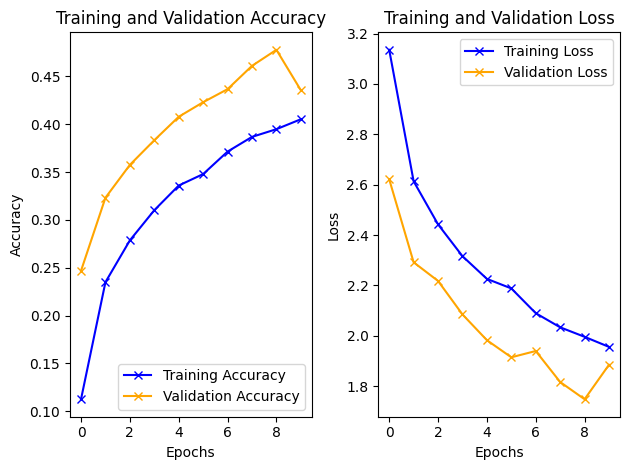 Training and Validation Accuracy
0.45
0.40
0.35
0.30
0.25
0.20
0.15
0.10
Accuracy
Training Accuracy
Validation Accuracy
0 2 4 6 8
Epochs
Training and Validation Loss
3.2
3.0
2.8
2.6
2.4
2.2
2.0
1.8
Loss
Training Loss
Validation Loss
0 2 4 6 8
Epochs